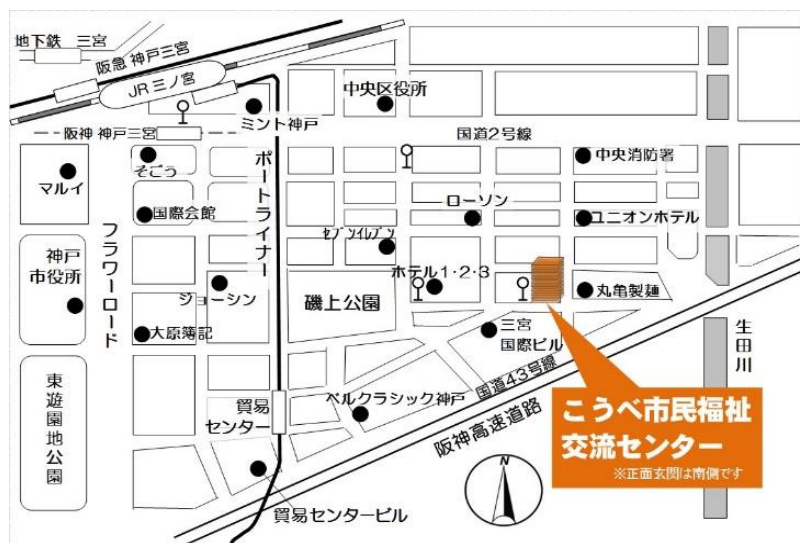 地下鉄 三宮
阪急 神戸三宮
JR 三ノ宮
中央区役所
ミント神戸
阪神 神戸三宮
国道2号線
そごう
中央消防署
マルイ
ポートライナー
国際会館
ローソン
ユニオンホテル
フラワーロード
セブンイレブン
神戸
市役所
ジョーシン
磯上公園
ホテル1・2・3
丸亀製麺
大原簿記
三宮
国際ビル
生田川
東遊園地公園
貿易
センター
ベルクラシック神戸
国道43号線
阪神高速道路
こうべ市民福祉
交流センター
※正面玄関は南側です
N
貿易センタービル